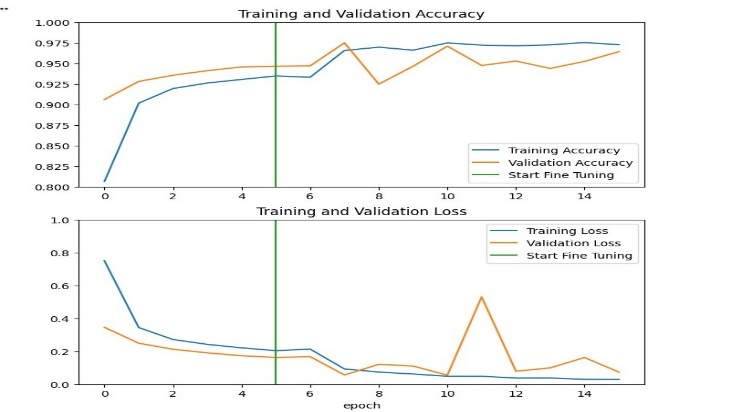 Training and Validation Accuracy
1.000
0.975
0.950
0.925
0.900
0.875
0.850
0.825
0.800
Training Accuracy
Validation Accuracy
Start Fine Tuning
0 2 4 6 8 10 12 14
Training and Validation Loss
1.0
0.8
0.6
0.4
0.2
0.0
Training Loss
Validation Loss
Start Fine Tuning
0 2 4 6 8 10 12 14
epoch